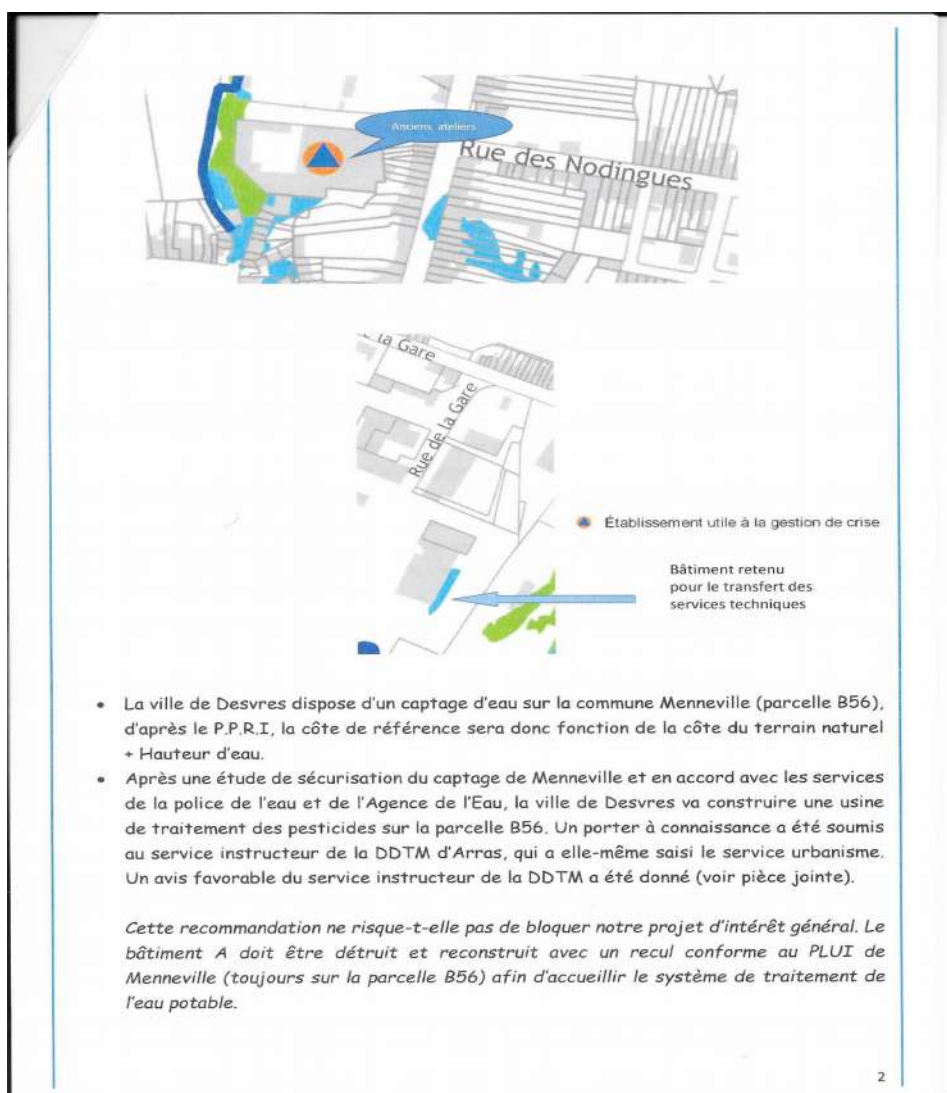 Anciens ateliers
Rue des Nodingues
de la Gare
Rue de la Gare
Établissement utile à la gestion de crise
Bâtiment retenu
pour le transfert des
services techniques
• La ville de Desvres dispose d'un captage d'eau sur la commune Menneville (parcelle B56),
d'après le P.P.R.I, la côte de référence sera donc fonction de la côte du terrain naturel
+ Hauteur d'eau.
• Après une étude de sécurisation du captage de Menneville et en accord avec les services
de la police de l'eau et de l'Agence de l'Eau, la ville de Desvres va construire une usine
de traitement des pesticides sur la parcelle B56. Un porter à connaissance a été soumis
au service instructeur de la DDTM d'Arras, qui a elle-même saisi le service urbanisme.
Un avis favorable du service instructeur de la DDTM a été donné (voir pièce jointe).
Cette recommandation ne risque-t-elle pas de bloquer notre projet d'intérêt général. Le
bâtiment A doit être détruit et reconstruit avec un recul conforme au PLUI de
Menneville (toujours sur la parcelle B56) afin d'accueillir le système de traitement de
l'eau potable.
2